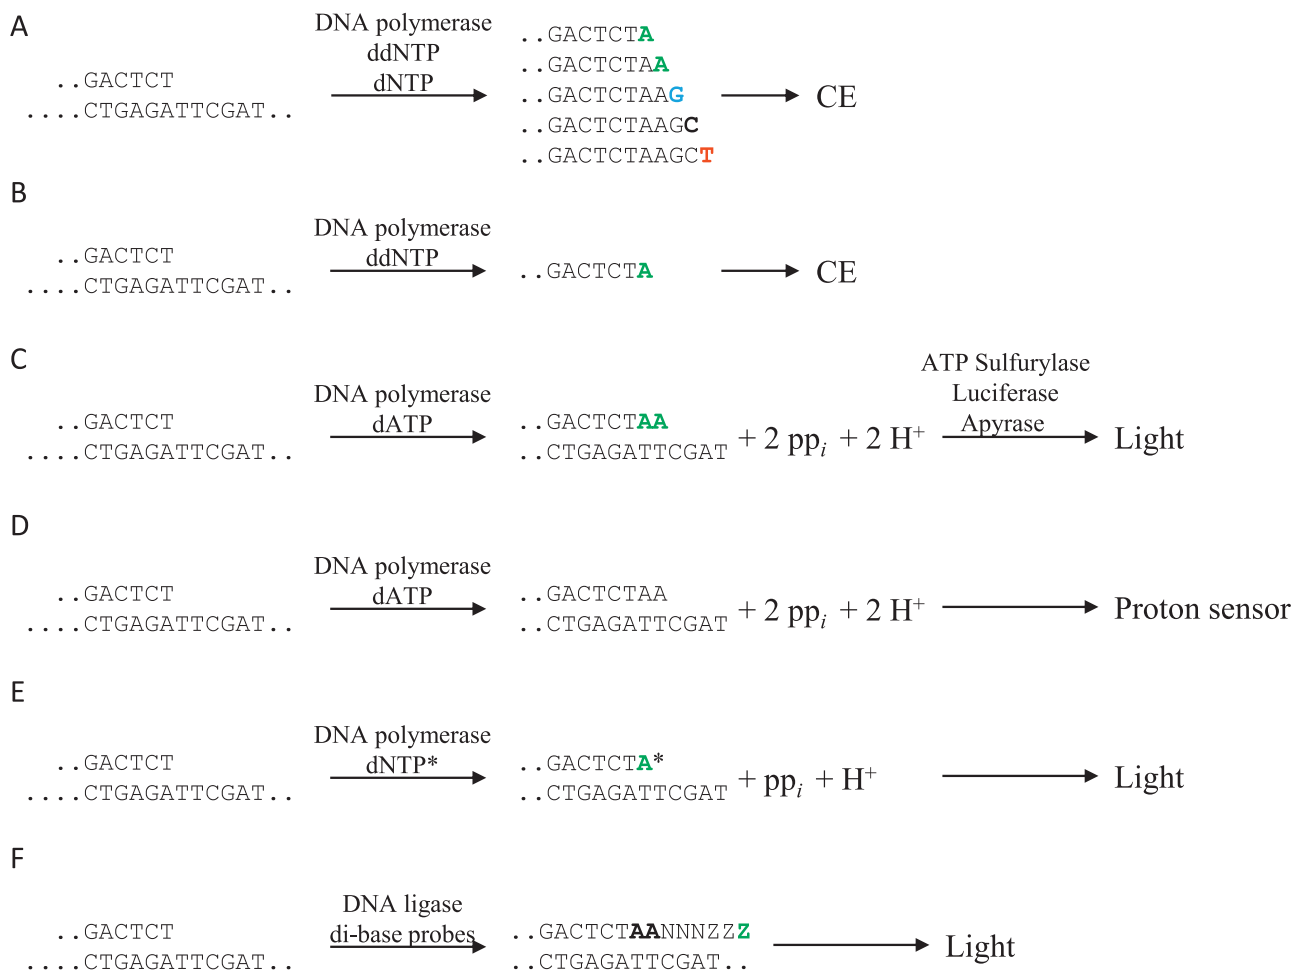 A
DNA polymerase
ddNTP
dNTP
..GACTCT
....CTGAGATTCGAT..
..GACTCTA
..GACTCTAA
..GACTCTAAG
..GACTCTAAGC
..GACTCTAAGCT
CE
B
DNA polymerase
ddNTP
..GACTCT
....CTGAGATTCGAT..
..GACTCTA
CE
C
DNA polymerase
dATP
..GACTCT
....CTGAGATTCGAT..
..GACTCTAA
..CTGAGATTCGAT
+ 2 ppi + 2 H+
ATP Sulfurylase
Luciferase
Apyrase
Light
D
DNA polymerase
dATP
..GACTCT
....CTGAGATTCGAT..
..GACTCTAA
..CTGAGATTCGAT
+ 2 ppi + 2 H+
Proton sensor
E
DNA polymerase
dNTP*
..GACTCT
....CTGAGATTCGAT..
..GACTCTA*
..CTGAGATTCGAT
+ ppi + H+
Light
F
DNA ligase
di-base probes
..GACTCT
....CTGAGATTCGAT..
..GACTCTAANNNZZZ
..CTGAGATTCGAT..
Light